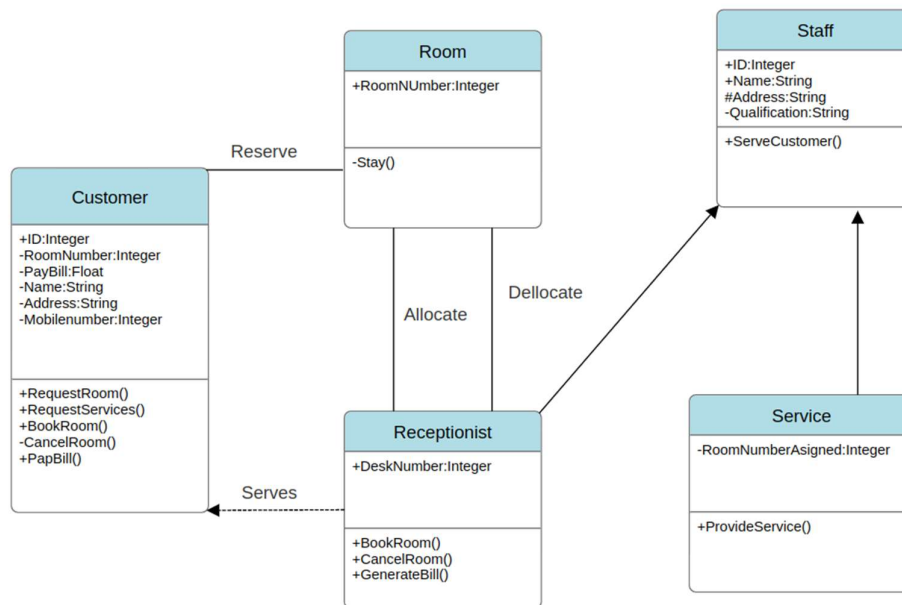 Room
+RoomNUmber:Integer
-Stay()
Staff
+ID:Integer
+Name:String
#Address:String
-Qualification:String
+ServeCustomer()
Reserve
Customer
+ID:Integer
-RoomNumber:Integer
-PayBill:Float
-Name:String
-Address:String
-Mobilenumber:Integer
+RequestRoom()
+RequestServices()
+BookRoom()
-CancelRoom()
+PapBill()
Allocate
Dellocate
Serves
Receptionist
+DeskNumber:Integer
+BookRoom()
+CancelRoom()
+GenerateBill()
Service
-RoomNumberAsigned:Integer
+ProvideService()